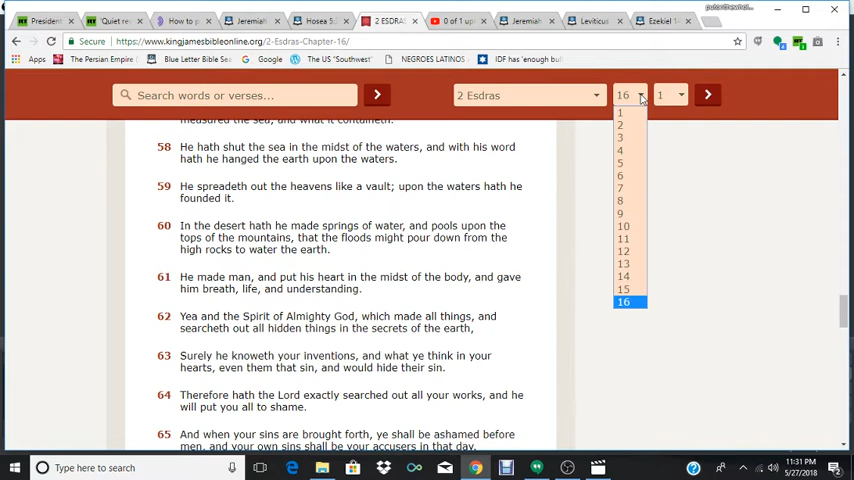 President
'Quiet rev
How to p
Jeremiah
Hosea 5:
2 ESDRAS
0 of 1 up
Jeremiah
Leviticus
Ezekiel 14:
Secure
https://www.kingjamesbibleonline.org/2-Esdras-Chapter-16/
Apps
The Persian Empire (
Blue Letter Bible Sea
Google
The US "Southwest"
NEGROES LATINOS E
IDF has 'enough bul
Search words or verses...
2 Esdras
16
1
measured the sea, and what it containeth.
58 He hath shut the sea in the midst of the waters, and with his word
hath he hanged the earth upon the waters.
59 He spreadeth out the heavens like a vault; upon the waters hath he
founded it.
60 In the desert hath he made springs of water, and pools upon the
tops of the mountains, that the floods might pour down from the
high rocks to water the earth.
61 He made man, and put his heart in the midst of the body, and gave
him breath, life, and understanding.
62 Yea and the Spirit of Almighty God, which made all things, and
searcheth out all hidden things in the secrets of the earth,
63 Surely he knoweth your inventions, and what ye think in your
hearts, even them that sin, and would hide their sin.
64 Therefore hath the Lord exactly searched out all your works, and he
will put you all to shame.
65 And when your sins are brought forth, ye shall be ashamed before
men, and your own sins shall be your accusers in that day.
1
2
3
4
5
6
7
8
9
10
11
12
13
14
15
16
Type here to search
11:31 PM
5/27/2018
2